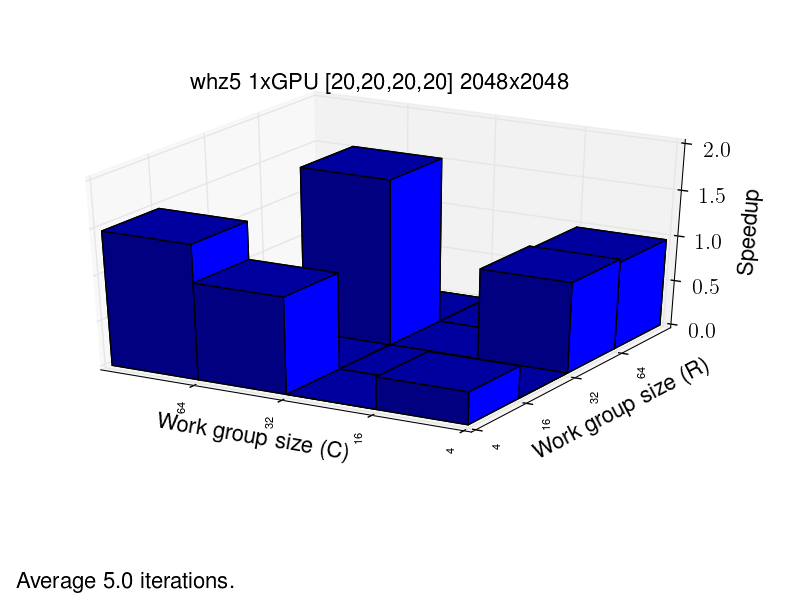 whz5 1xGPU [20,20,20,20] 2048x2048
2.0
1.5
1.0
0.5
0.0
Speedup
64
32
16
4
Work group size (C)
4
16
32
64
Work group size (R)
Average 5.0 iterations.